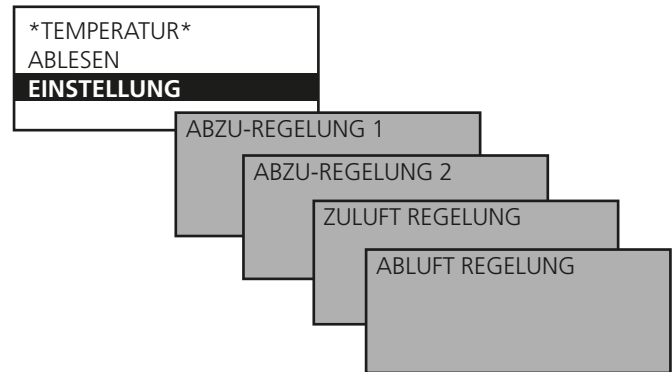 *TEMPERATUR*
ABLESEN
EINSTELLUNG
ABZU-REGELUNG 1
ABZU-REGELUNG 2
ZULUFT REGELUNG
ABLUFT REGELUNG